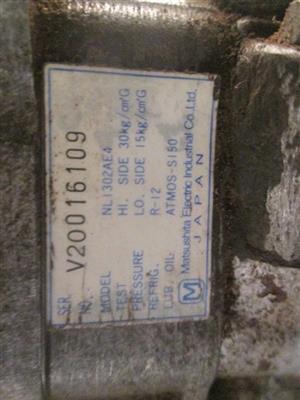 SER.
NO. V20016109
MODEL NL1302AE4
TEST HI. SIDE 30kg/cm²G
PRESSURE LO. SIDE 15kg/cm²G
REFRIG. R-12
LUB. OIL: ATMOS-S150
M Matsushita Electric Industrial Co.,Ltd.
JAPAN